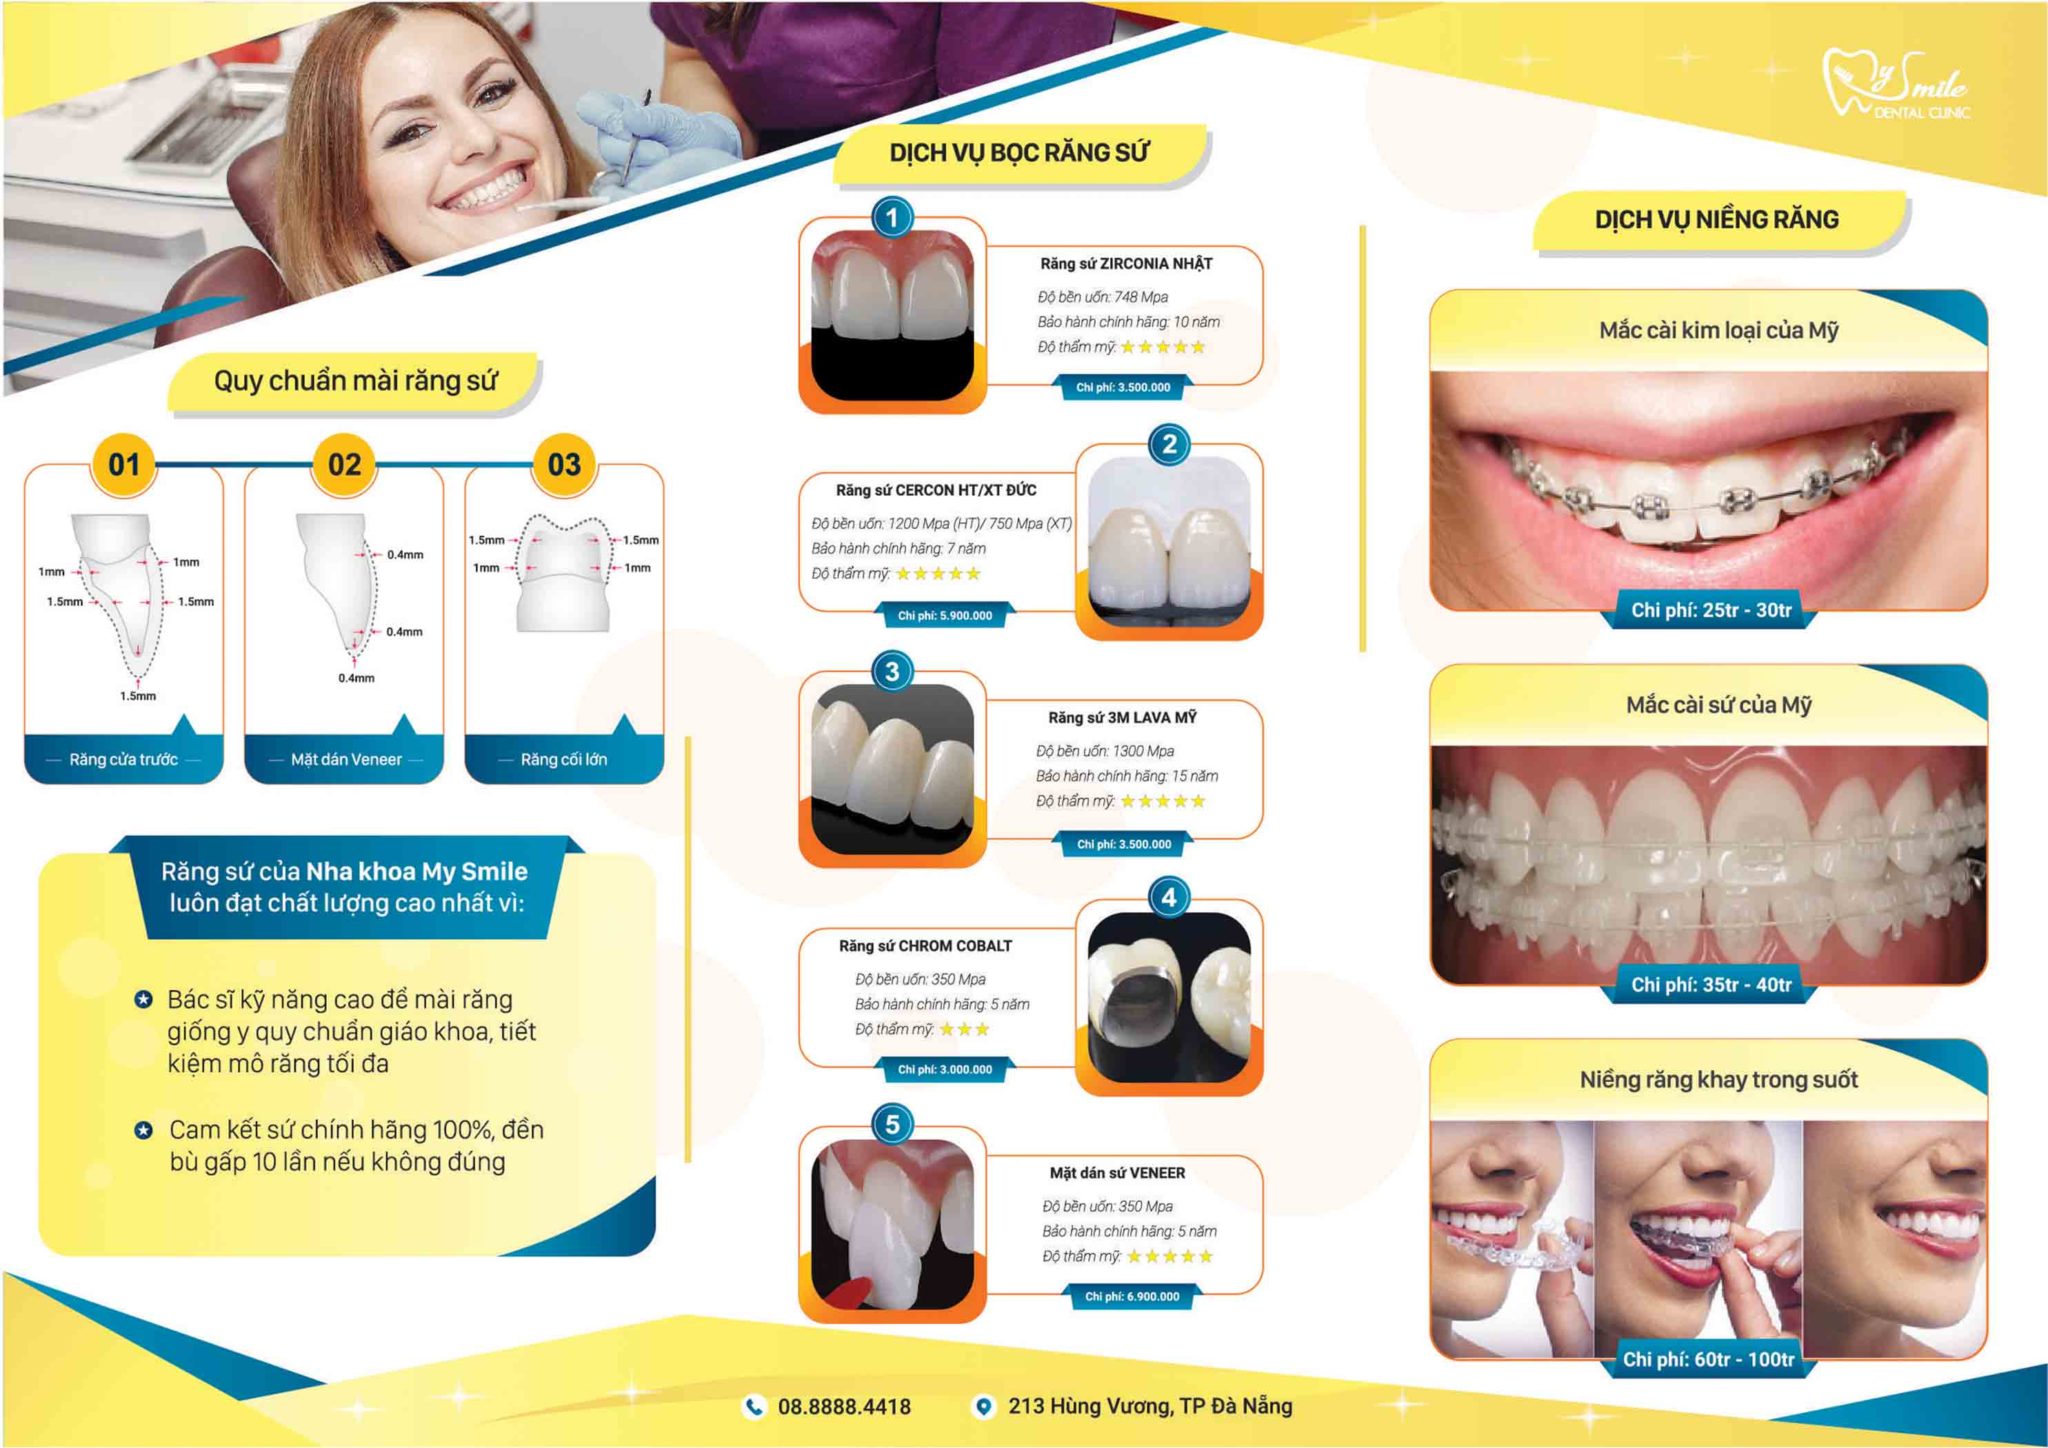 My Smile
DENTAL CLINIC
Quy chuẩn mài răng sứ
01
1mm
1mm
1.5mm
1.5mm
1.5mm
Răng cửa trước
02
0.4mm
0.4mm
0.4mm
Mặt dán Veneer
03
1.5mm
1.5mm
1mm
1mm
Răng cối lớn
Răng sứ của Nha khoa My Smile
luôn đạt chất lượng cao nhất vì:
Bác sĩ kỹ năng cao để mài răng
giống y quy chuẩn giáo khoa, tiết
kiệm mô răng tối đa
Cam kết sứ chính hãng 100%, đền
bù gấp 10 lần nếu không đúng
DỊCH VỤ BỌC RĂNG SỨ
1
Răng sứ ZIRCONIA NHẬT
Độ bền uốn: 748 Mpa
Bảo hành chính hãng: 10 năm
Độ thẩm mỹ: ★★★★★
Chi phí: 3.500.000
2
Răng sứ CERCON HT/XT ĐỨC
Độ bền uốn: 1200 Mpa (HT)/ 750 Mpa (XT)
Bảo hành chính hãng: 7 năm
Độ thẩm mỹ: ★★★★★
Chi phí: 5.900.000
3
Răng sứ 3M LAVA MỸ
Độ bền uốn: 1300 Mpa
Bảo hành chính hãng: 15 năm
Độ thẩm mỹ: ★★★★★
Chi phí: 3.500.000
4
Răng sứ CHROM COBALT
Độ bền uốn: 350 Mpa
Bảo hành chính hãng: 5 năm
Độ thẩm mỹ: ★★★
Chi phí: 3.000.000
5
Mặt dán sứ VENEER
Độ bền uốn: 350 Mpa
Bảo hành chính hãng: 5 năm
Độ thẩm mỹ: ★★★★★
Chi phí: 6.900.000
DỊCH VỤ NIỀNG RĂNG
Mắc cài kim loại của Mỹ
Chi phí: 25tr - 30tr
Mắc cài sứ của Mỹ
Chi phí: 35tr - 40tr
Niềng răng khay trong suốt
Chi phí: 60tr - 100tr
08.8888.4418
213 Hùng Vương, TP Đà Nẵng